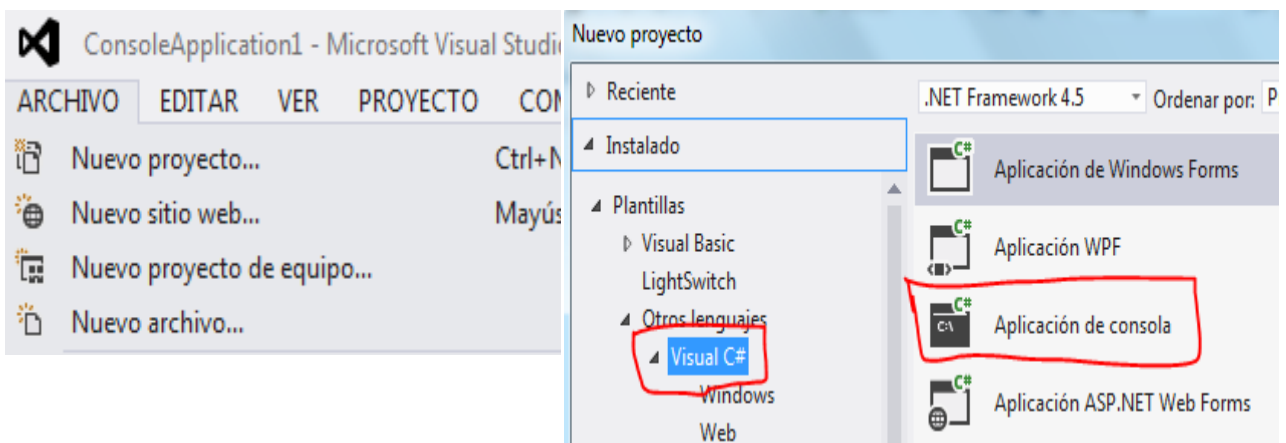 ConsoleApplication1 - Microsoft Visual
ARCHIVO EDITAR VER PROYECTO
Nuevo proyecto... Ctrl+N
Nuevo sitio web... Mayús
Nuevo proyecto de equipo...
Nuevo archivo...
Nuevo proyecto
Reciente
Instalado
Plantillas
Visual Basic
LightSwitch
Otros lenguajes
Visual C#
Windows
Web
.NET Framework 4.5 Ordenar por: P
C#
Aplicación de Windows Forms
C#
Aplicación WPF
C#
C:\
Aplicación de consola
C#
Aplicación ASP.NET Web Forms